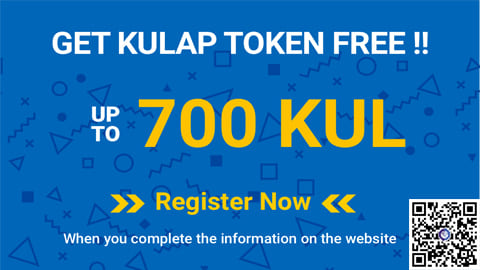 GET KULAP TOKEN FREE !!
UP
TO
700 KUL
Register Now
When you complete the information on the website